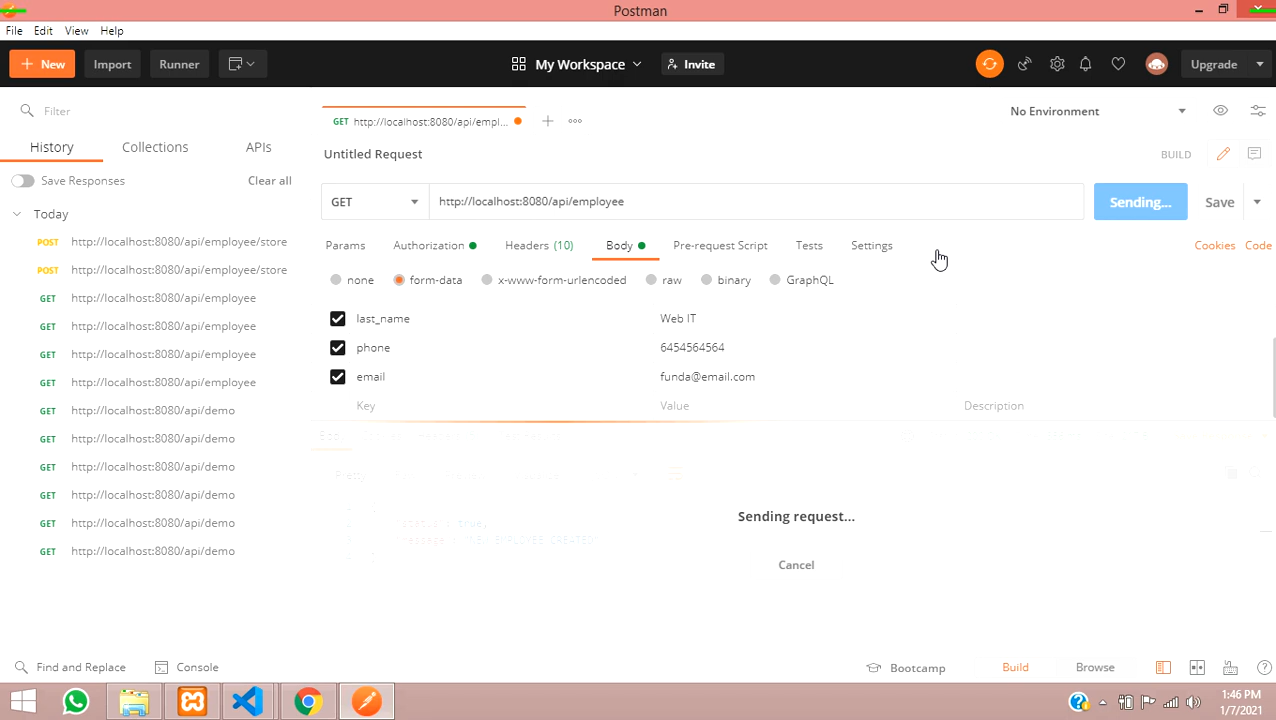 Postman
File Edit View Help
+ New Import Runner My Workspace Invite Upgrade
Filter
History Collections APIs
Save Responses Clear all
Today
POST http://localhost:8080/api/employee/store
POST http://localhost:8080/api/employee/store
GET http://localhost:8080/api/employee
GET http://localhost:8080/api/employee
GET http://localhost:8080/api/employee
GET http://localhost:8080/api/employee
GET http://localhost:8080/api/demo
GET http://localhost:8080/api/demo
GET http://localhost:8080/api/demo
GET http://localhost:8080/api/demo
GET http://localhost:8080/api/demo
GET http://localhost:8080/api/demo
GET http://localhost:8080/api/empl... + ooo No Environment
Untitled Request BUILD
GET http://localhost:8080/api/employee Sending... Save
Params Authorization Headers (10) Body Pre-request Script Tests Settings Cookies Code
none form-data x-www-form-urlencoded raw binary GraphQL
last_name Web IT
phone 6454564564
email funda@email.com
Key Value Description
Pretty
true,
Sending request...
Cancel
Find and Replace Console Bootcamp Build Browse
1:46 PM
1/7/2021